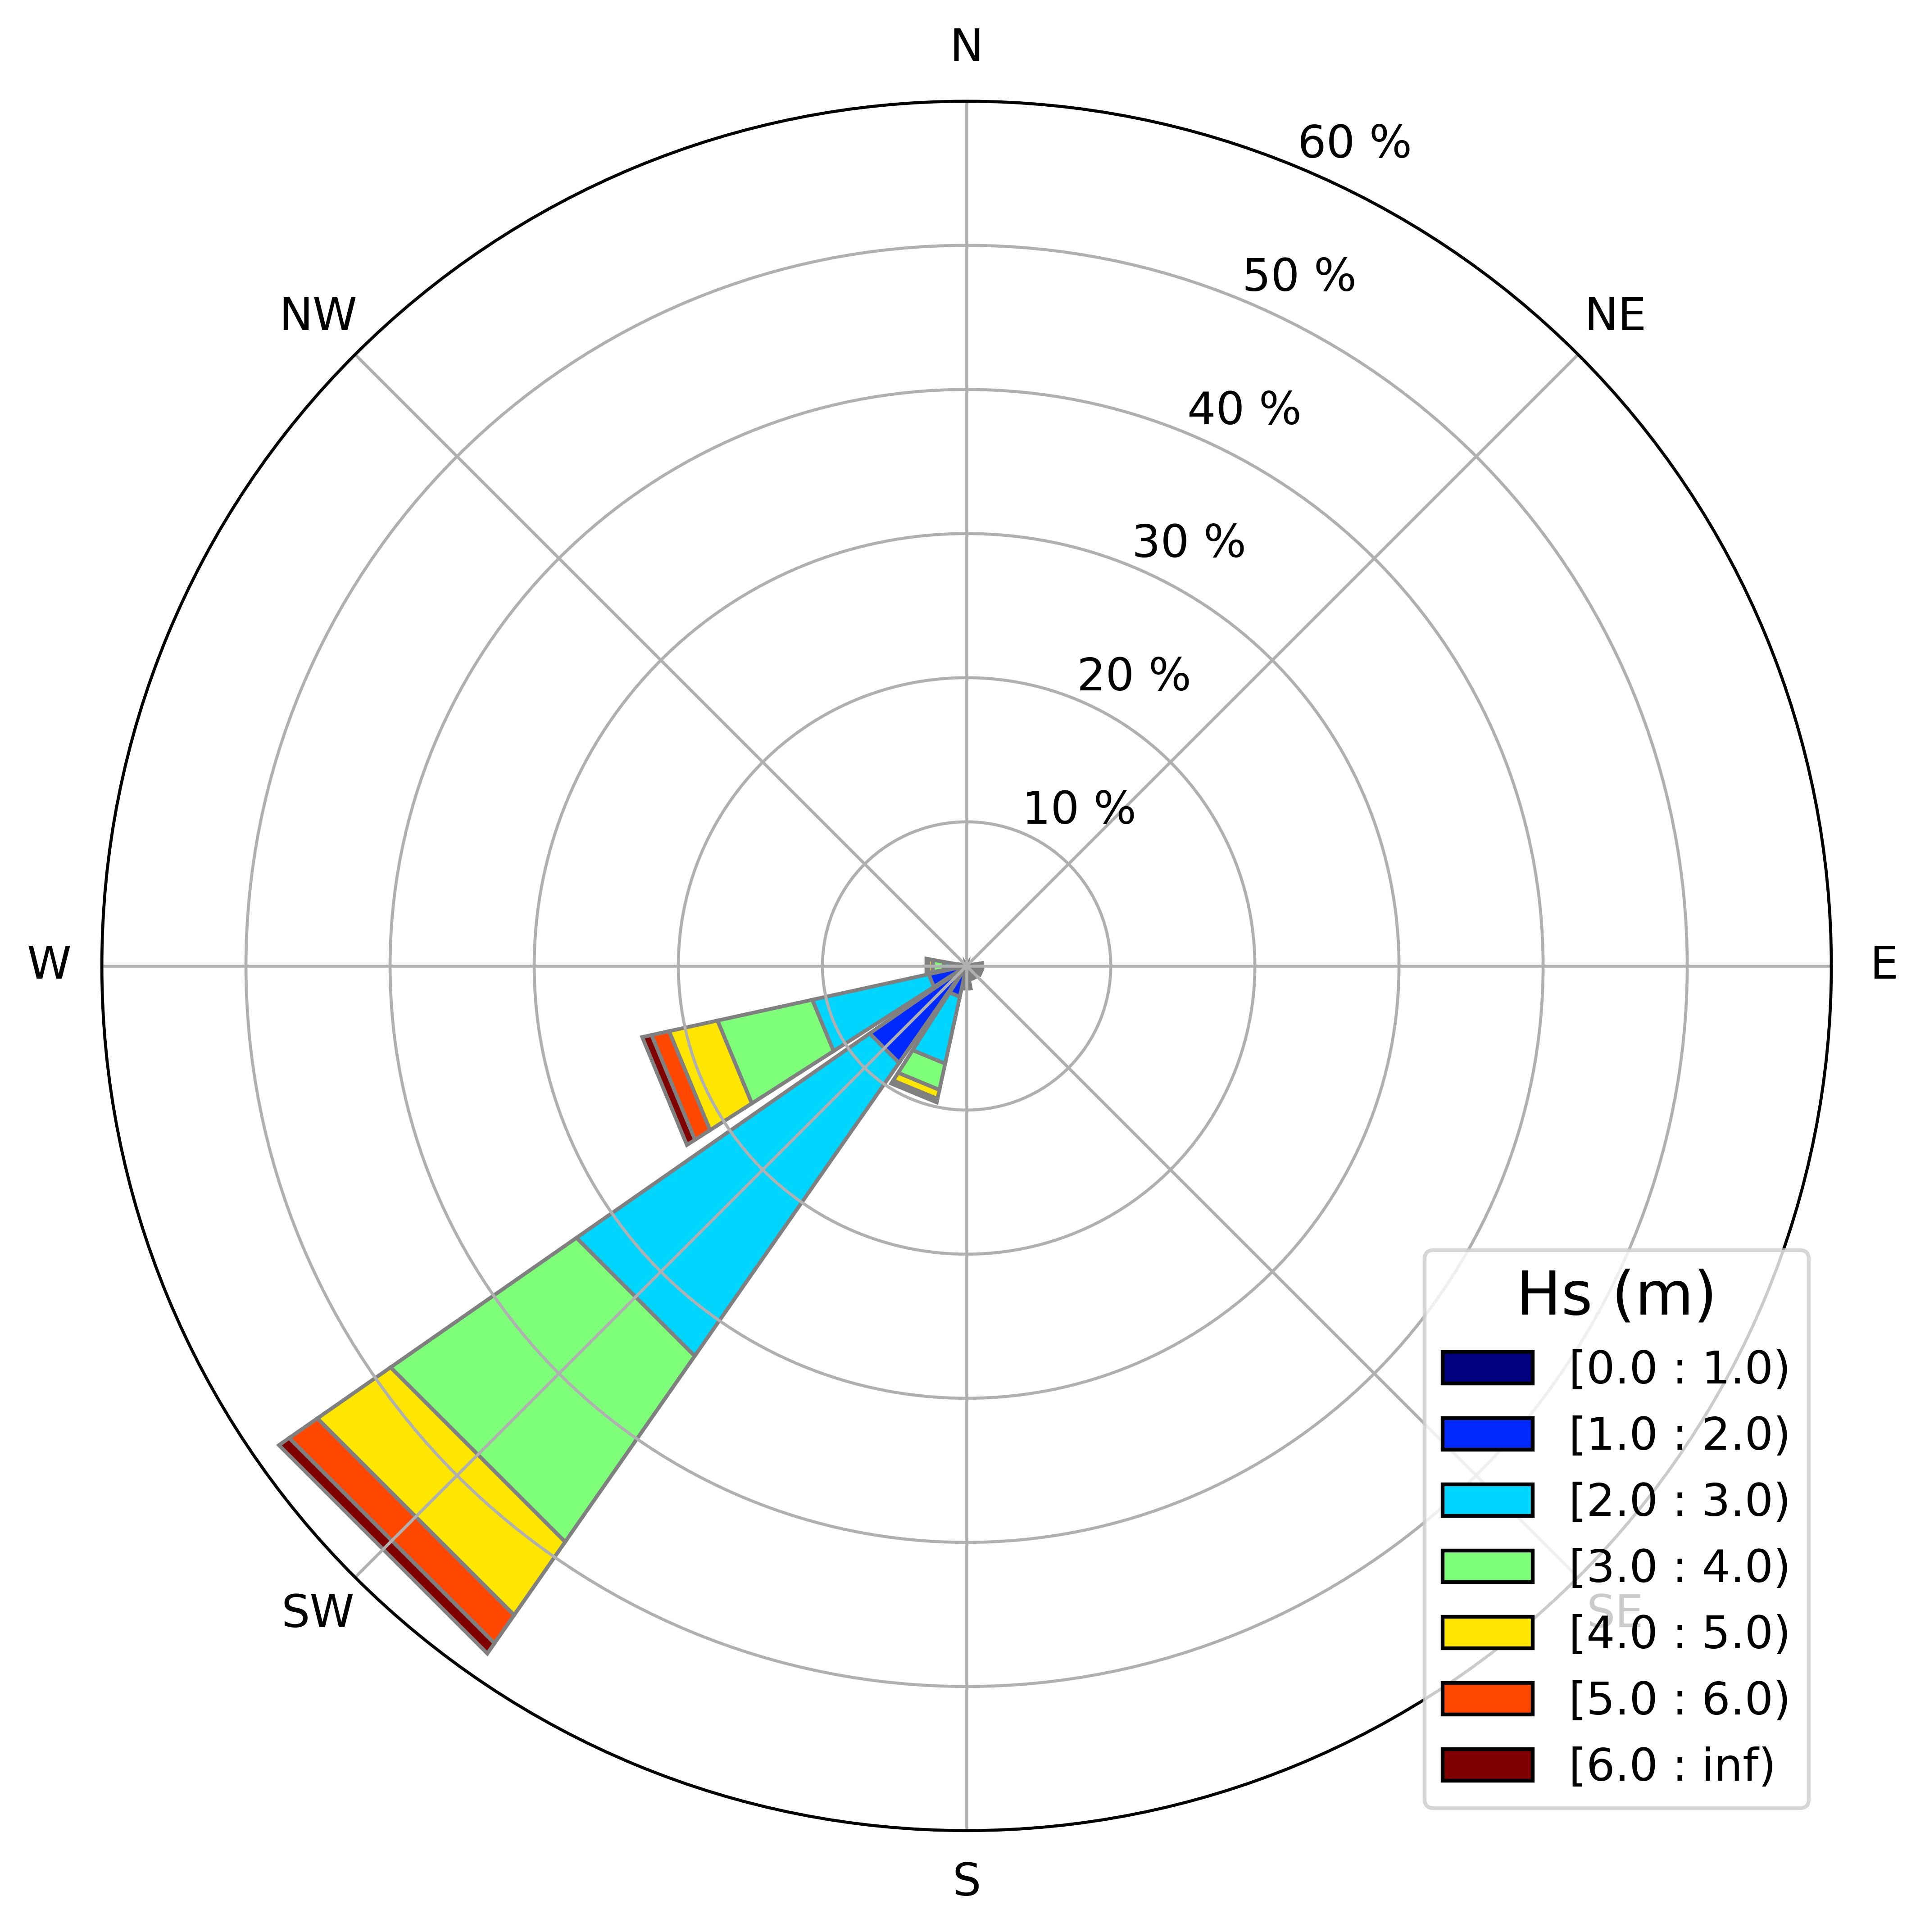 N
60 %
50 %
NW
NE
40 %
30 %
20 %
10 %
W
E
Hs (m)
[0.0 : 1.0)
[1.0 : 2.0)
[2.0 : 3.0)
[3.0 : 4.0)
SW
SE
[4.0 : 5.0)
[5.0 : 6.0)
[6.0 : inf)
S